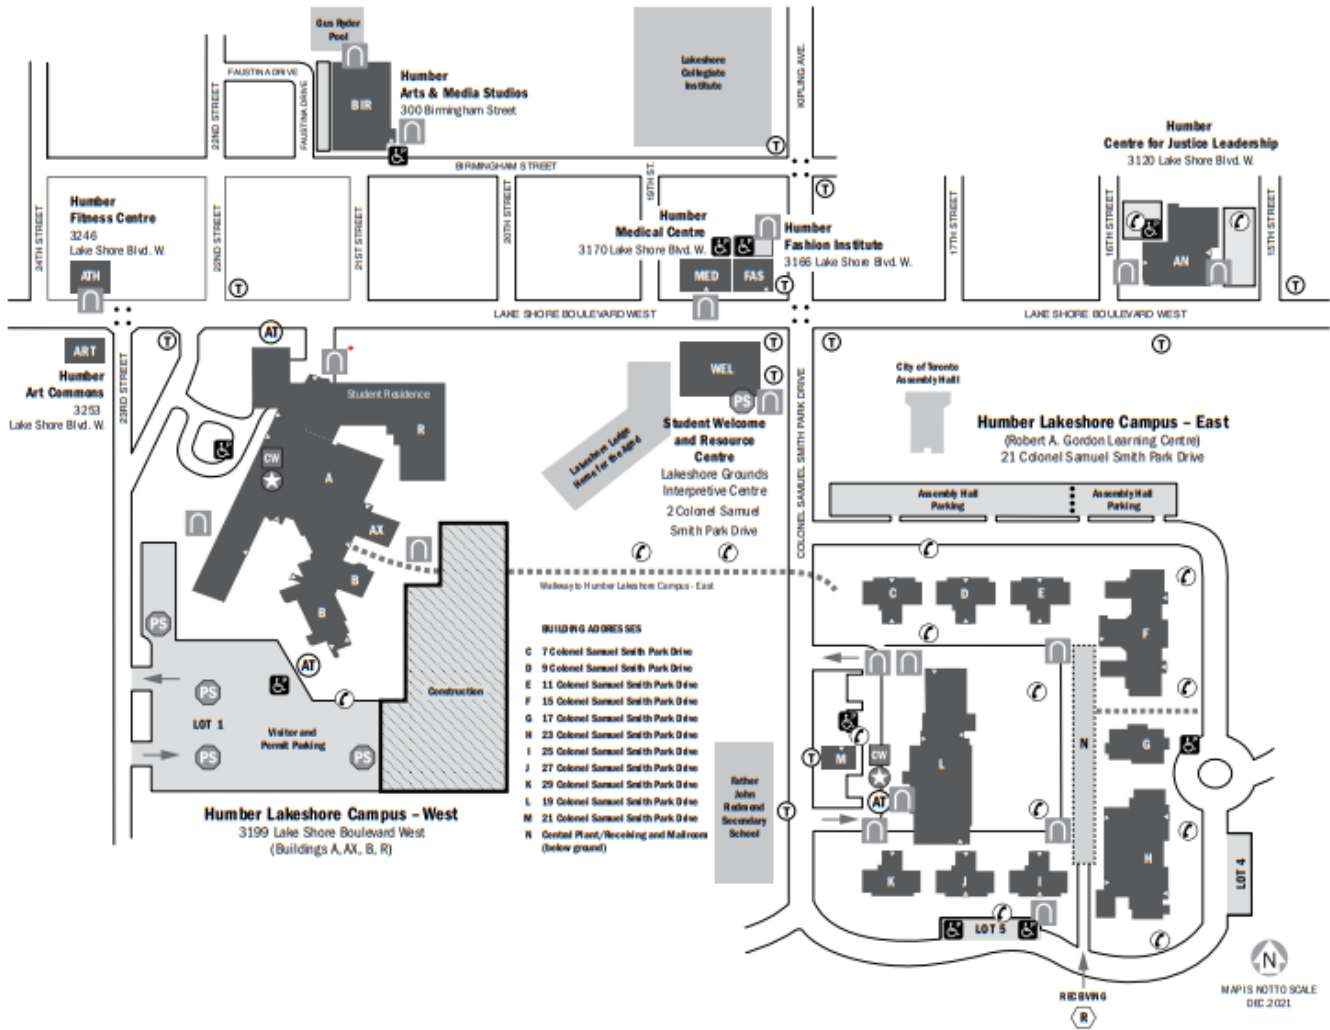 Gus Ryder
Pool
Lakeshore
Collegiate
Institute
KIPLING AVE.
FAUSTINA DRIVE
FAUSTINA DRIVE
22ND STREET
BIR
Humber
Arts & Media Studios
300 Birmingham Street
T
BIRMINGHAM STREET
Humber
Centre for Justice Leadership
3120 Lake Shore Blvd. W.
24TH STREET
Humber
Fitness Centre
3246
Lake Shore Blvd. W.
ATH
22ND STREET
21ST STREET
20TH STREET
19TH ST.
T
T
Humber
Medical Centre
3170 Lake Shore Blvd. W.
MED
FAS
T
Humber
Fashion Institute
3166 Lake Shore Blvd. W.
17TH STREET
16TH STREET
AN
15TH STREET
T
LAKE SHORE BOULEVARD WEST
LAKE SHORE BOULEVARD WEST
T
AT
T
T
T
ART
Humber
Art Commons
3253
Lake Shore Blvd. W.
23RD STREET
Student Residence
R
CW
A
AX
B
B
AT
WEL
T
PS
Student Welcome
and Resource
Centre
Lakeshore Grounds
Interpretive Centre
2 Colonel Samuel
Smith Park Drive
Lakeshore Lodge
Home for the Aged
COLONEL SAMUEL SMITH PARK DRIVE
City of Toronto
Assembly Hall
Humber Lakeshore Campus – East
(Robert A. Gordon Learning Centre)
21 Colonel Samuel Smith Park Drive
Assembly Hall
Parking
Assembly Hall
Parking
Walkway to Humber Lakeshore Campus - East
PS
PS
LOT 1
PS
Visitor and
Permit Parking
PS
Construction
Humber Lakeshore Campus – West
3199 Lake Shore Boulevard West
(Buildings A, AX, B, R)
BUILDING ADDRESSES
C 7 Colonel Samuel Smith Park Drive
D 9 Colonel Samuel Smith Park Drive
E 11 Colonel Samuel Smith Park Drive
F 15 Colonel Samuel Smith Park Drive
G 17 Colonel Samuel Smith Park Drive
H 23 Colonel Samuel Smith Park Drive
I 25 Colonel Samuel Smith Park Drive
J 27 Colonel Samuel Smith Park Drive
K 29 Colonel Samuel Smith Park Drive
L 19 Colonel Samuel Smith Park Drive
M 21 Colonel Samuel Smith Park Drive
N Central Plant/Receiving and Mailroom
(below ground)
Father
John
Redmond
Secondary
School
T
T
C
D
E
F
G
H
I
J
K
L
M
N
CW
AT
LOT 4
LOT 5
RECEIVING
R
N
MAP IS NOT TO SCALE
DEC.2021